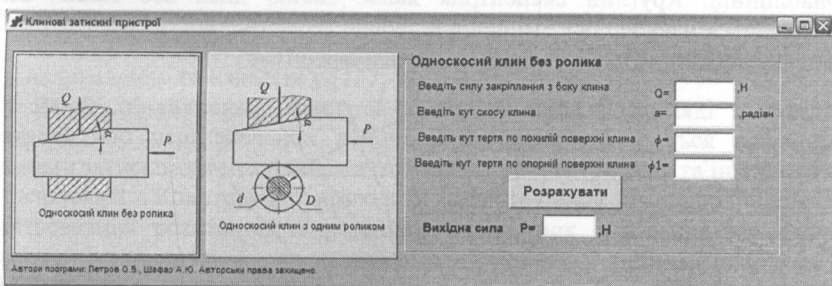 Клинові затискні пристрої
Q
α
P
Односкосий клин без ролика
Q
α
P
d
D
Односкосий клин з одним роликом
Односкосий клин без ролика
Введіть силу закріплення з боку клина Q= ,Н
Введіть кут скосу клина a= ,радіан
Введіть кут тертя по похилій поверхні клина ϕ=
Введіть кут тертя по опорній поверхні клина ϕ1=
Розрахувати
Вихідна сила P= ,Н
Автори програми: Петров О.В., Шафар А.Ю. Авторські права захищено.